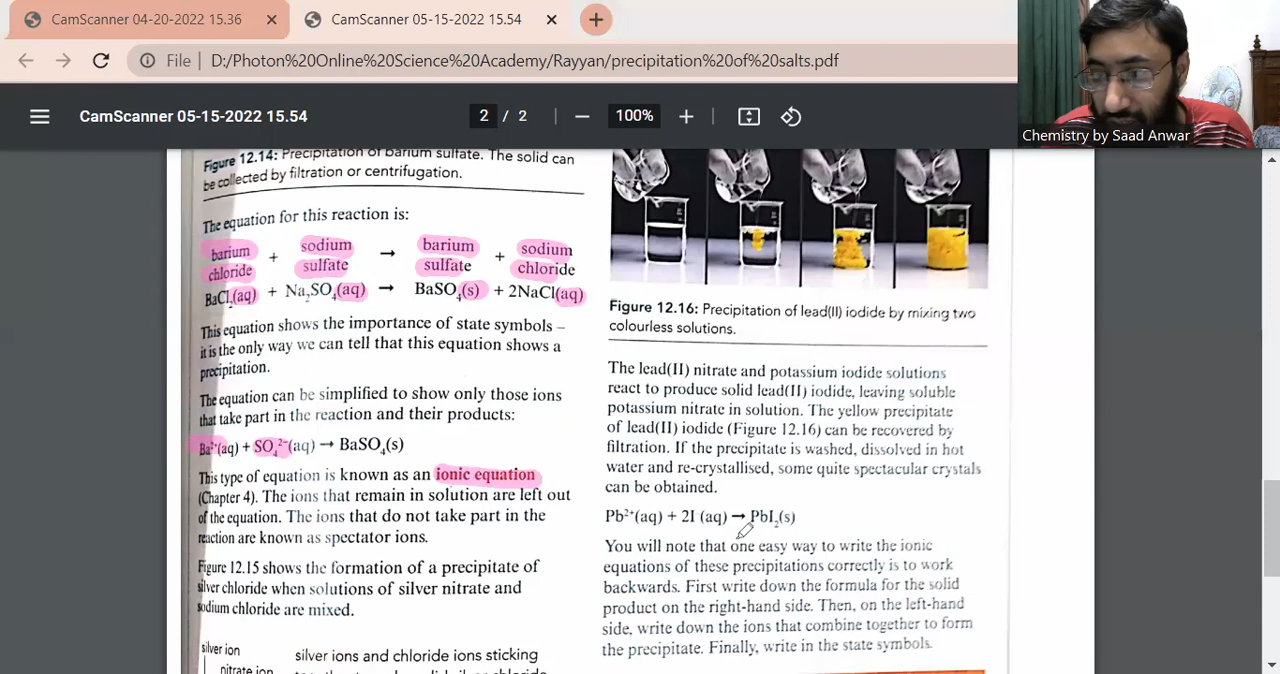 CamScanner 04-20-2022 15.36
CamScanner 05-15-2022 15.54
File | D:/Photon%20Online%20Science%20Academy/Rayyan/precipitation%20of%20salts.pdf
CamScanner 05-15-2022 15.54
2 / 2
100%
Chemistry by Saad Anwar
Figure 12.14: Precipitation of barium sulfate. The solid can
be collected by filtration or centrifugation.
The equation for this reaction is:
barium + sodium → barium + sodium
chloride sulfate sulfate chloride
BaCl₂(aq) + Na₂SO₄(aq) → BaSO₄(s) + 2NaCl(aq)
This equation shows the importance of state symbols –
it is the only way we can tell that this equation shows a
precipitation.
The equation can be simplified to show only those ions
that take part in the reaction and their products:
Ba²⁺(aq) + SO₄²⁻(aq) → BaSO₄(s)
This type of equation is known as an ionic equation
(Chapter 4). The ions that remain in solution are left out
of the equation. The ions that do not take part in the
reaction are known as spectator ions.
Figure 12.15 shows the formation of a precipitate of
silver chloride when solutions of silver nitrate and
sodium chloride are mixed.
silver ion
nitrate ion
silver ions and chloride ions sticking
Figure 12.16: Precipitation of lead(II) iodide by mixing two
colourless solutions.
The lead(II) nitrate and potassium iodide solutions
react to produce solid lead(II) iodide, leaving soluble
potassium nitrate in solution. The yellow precipitate
of lead(II) iodide (Figure 12.16) can be recovered by
filtration. If the precipitate is washed, dissolved in hot
water and re-crystallised, some quite spectacular crystals
can be obtained.
Pb²⁺(aq) + 2I (aq) → PbI₂(s)
You will note that one easy way to write the ionic
equations of these precipitations correctly is to work
backwards. First write down the formula for the solid
product on the right-hand side. Then, on the left-hand
side, write down the ions that combine together to form
the precipitate. Finally, write in the state symbols.